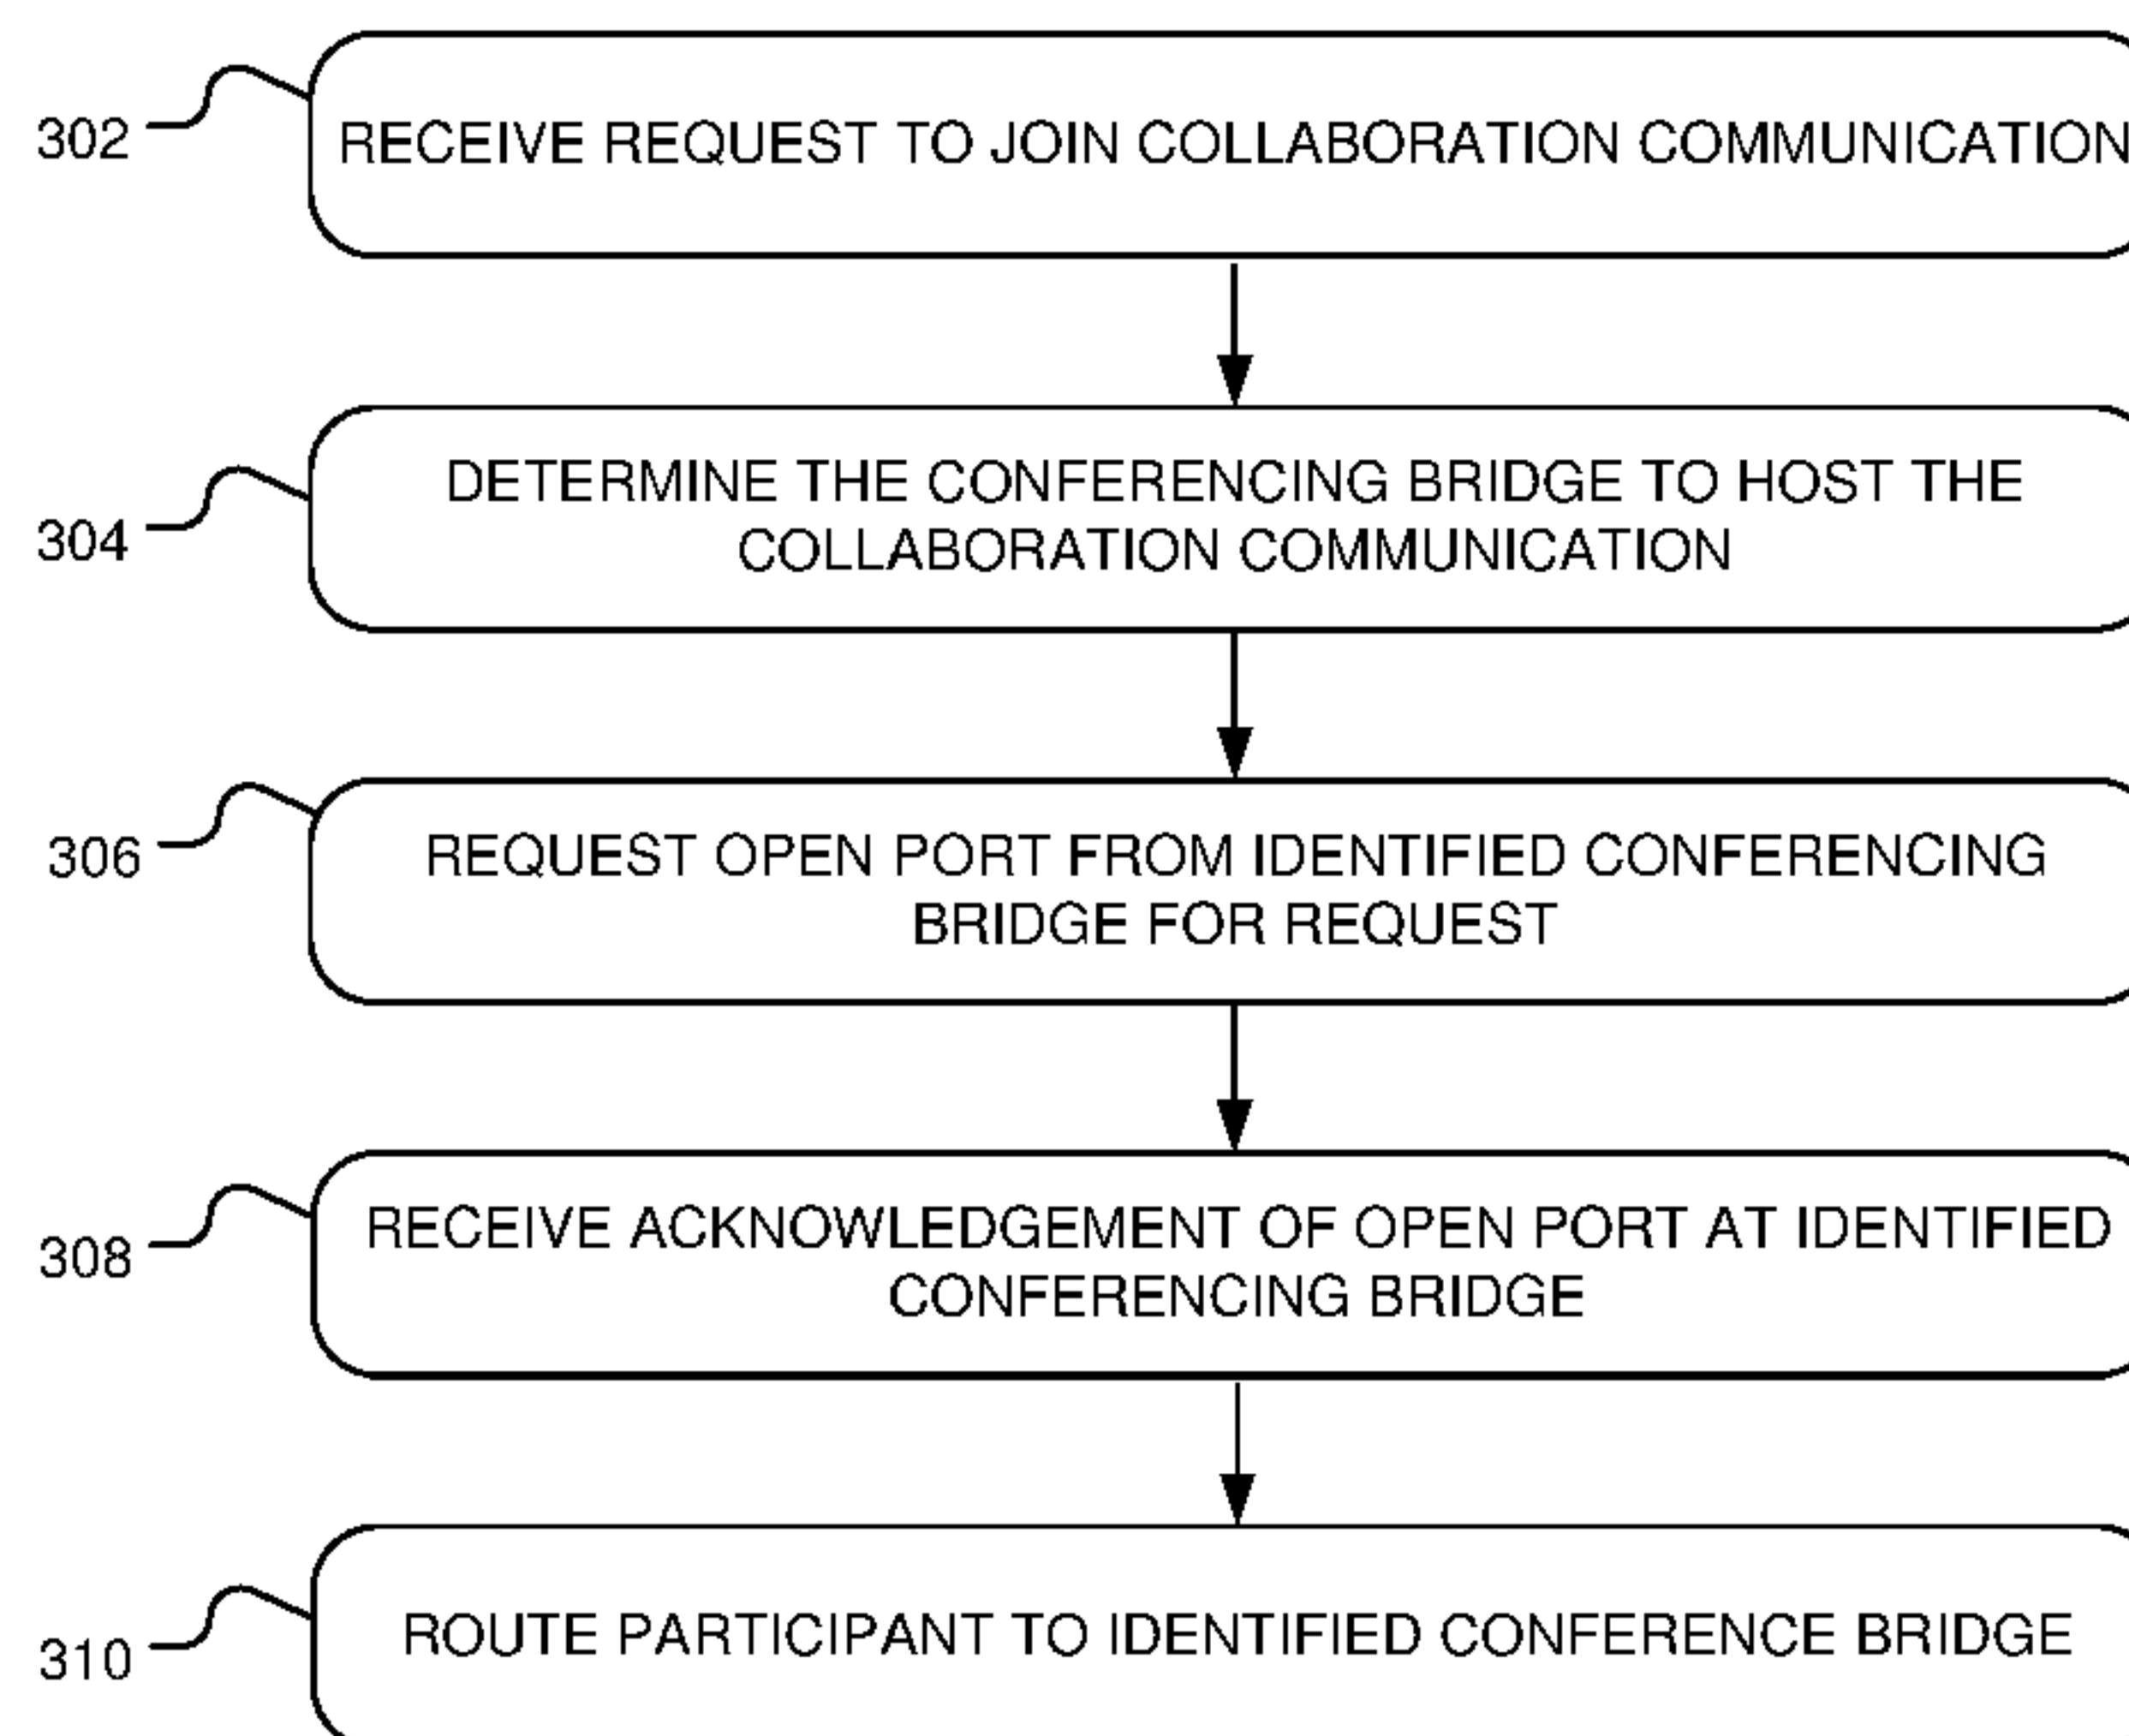 302
RECEIVE REQUEST TO JOIN COLLABORATION COMMUNICATION
304
DETERMINE THE CONFERENCING BRIDGE TO HOST THE
COLLABORATION COMMUNICATION
306
REQUEST OPEN PORT FROM IDENTIFIED CONFERENCING
BRIDGE FOR REQUEST
308
RECEIVE ACKNOWLEDGEMENT OF OPEN PORT AT IDENTIFIED
CONFERENCING BRIDGE
310
ROUTE PARTICIPANT TO IDENTIFIED CONFERENCE BRIDGE